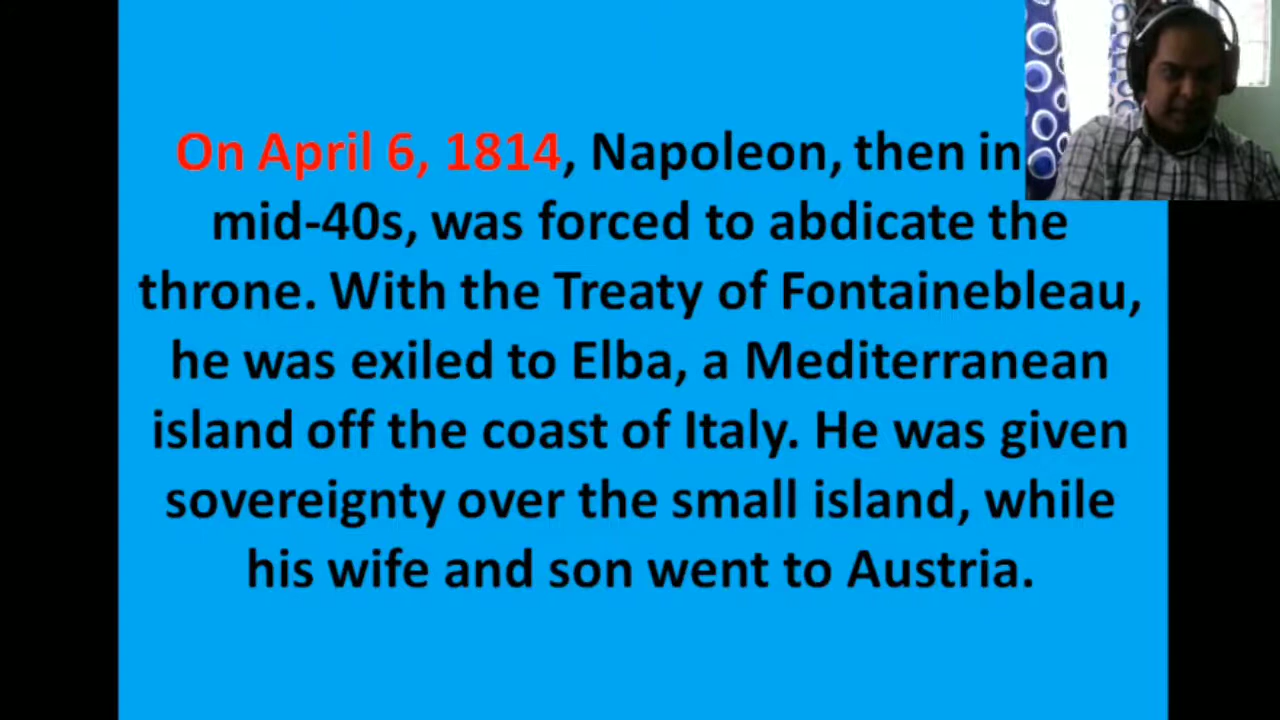 On April 6, 1814, Napoleon, then in
mid-40s, was forced to abdicate the
throne. With the Treaty of Fontainebleau,
he was exiled to Elba, a Mediterranean
island off the coast of Italy. He was given
sovereignty over the small island, while
his wife and son went to Austria.